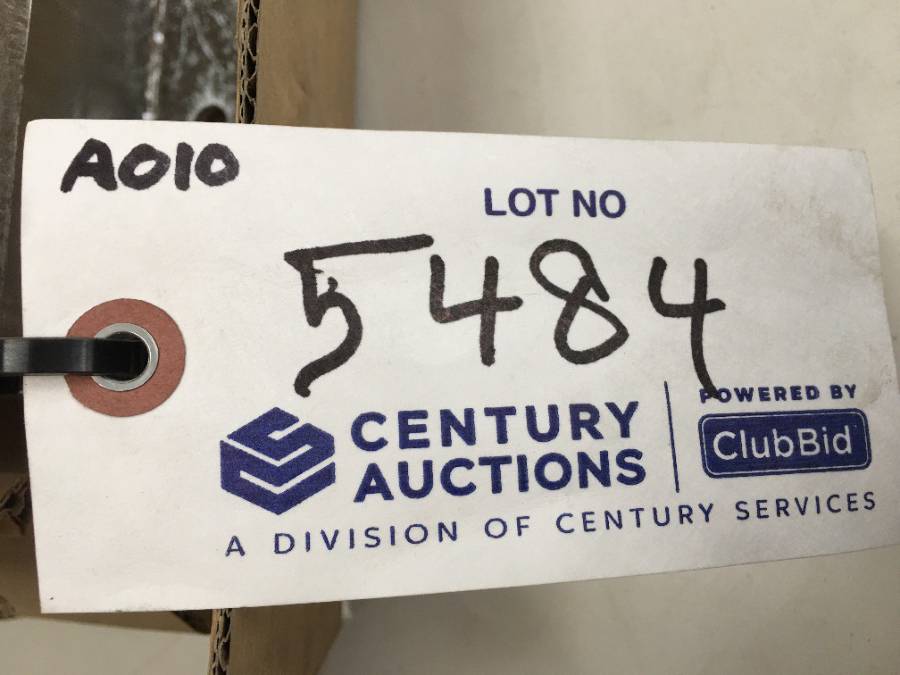 A010
LOT NO
5484
CENTURY
AUCTIONS
POWERED BY
ClubBid
A DIVISION OF CENTURY SERVICES